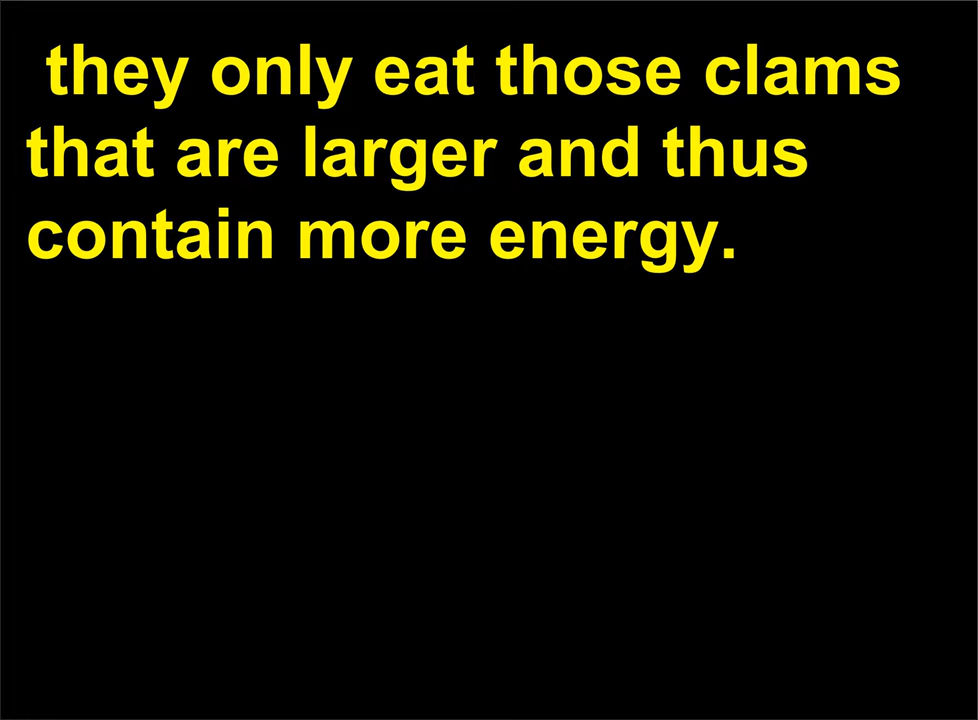 they only eat those clams
that are larger and thus
contain more energy.